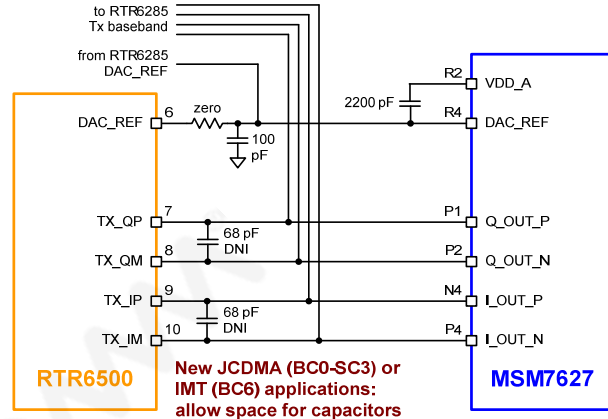 to RTR6285
Tx baseband
from RTR6285
DAC_REF
R2
VDD_A
2200 pF
DAC_REF
6
zero
R4
DAC_REF
100
pF
TX_QP
7
P1
Q_OUT_P
68 pF
DNI
TX_QM
8
P2
Q_OUT_N
TX_IP
9
N4
I_OUT_P
68 pF
DNI
TX_IM
10
P4
I_OUT_N
RTR6500
New JCDMA (BC0-SC3) or
IMT (BC6) applications:
allow space for capacitors
MSM7627